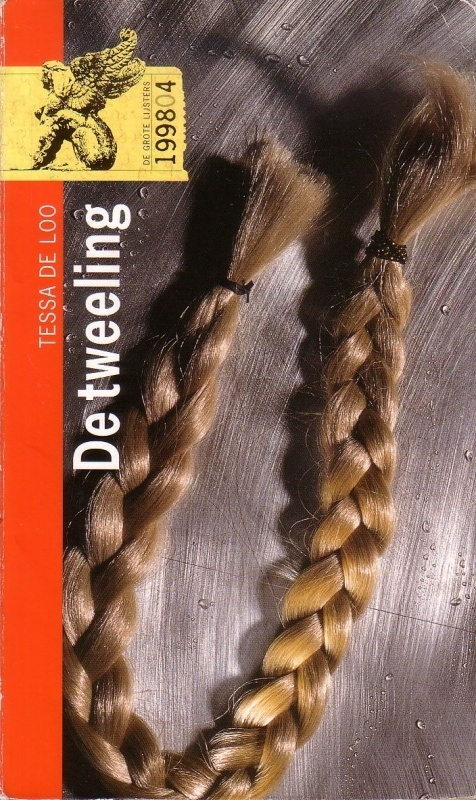 DE GROTE LIJSTERS
199804
TESSA DE LOO
De tweeling